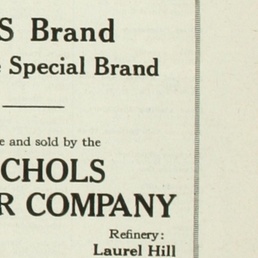 S Brand
Special Brand
and sold by the
CHOLS
R COMPANY
Refinery:
Laurel Hill